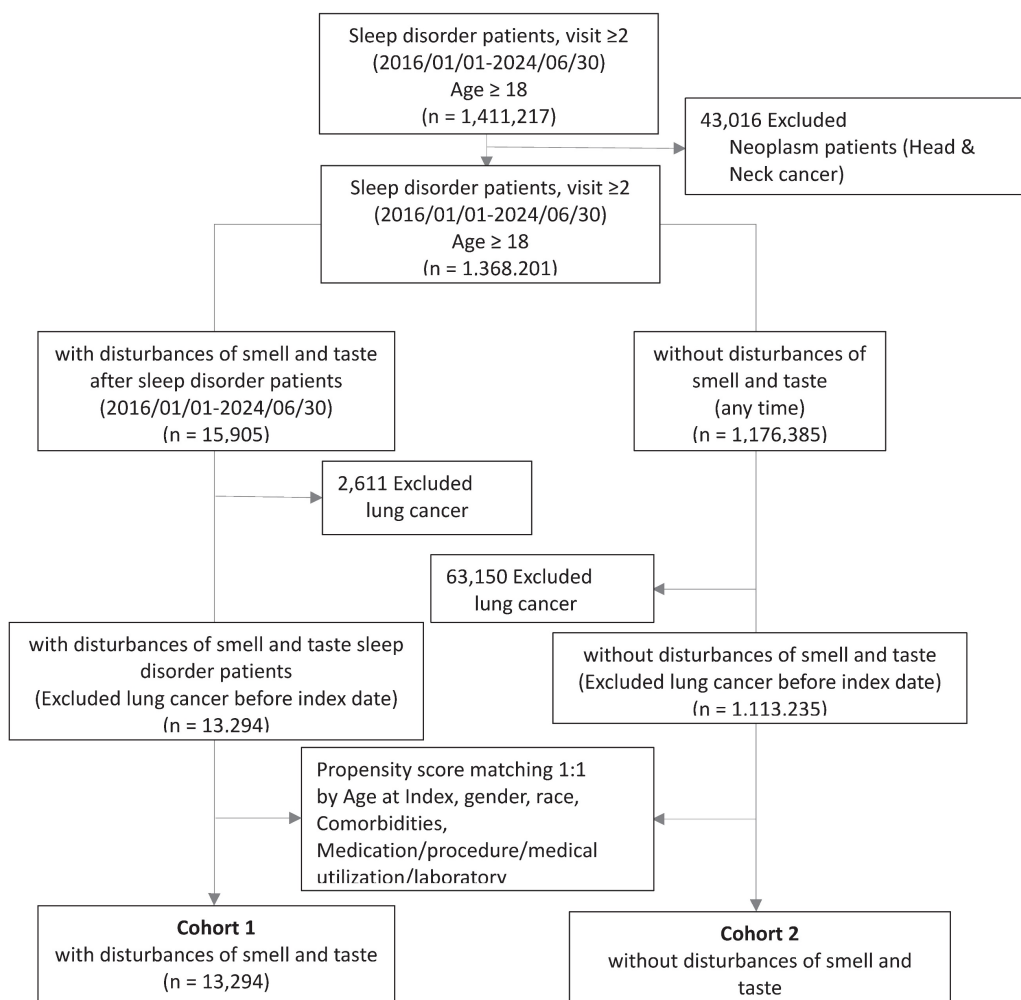 Sleep disorder patients, visit ≥2
(2016/01/01-2024/06/30)
Age ≥ 18
(n = 1,411,217)
43,016 Excluded
Neoplasm patients (Head &
Neck cancer)
Sleep disorder patients, visit ≥2
(2016/01/01-2024/06/30)
Age ≥ 18
(n = 1.368.201)
with disturbances of smell and taste
after sleep disorder patients
(2016/01/01-2024/06/30)
(n = 15,905)
without disturbances of
smell and taste
(any time)
(n = 1,176,385)
2,611 Excluded
lung cancer
63,150 Excluded
lung cancer
with disturbances of smell and taste sleep
disorder patients
(Excluded lung cancer before index date)
(n = 13.294)
without disturbances of smell and taste
(Excluded lung cancer before index date)
(n = 1.113.235)
Propensity score matching 1:1
by Age at Index, gender, race,
Comorbidities,
Medication/procedure/medical
utilization/laboratory
Cohort 1
with disturbances of smell and taste
(n = 13,294)
Cohort 2
without disturbances of smell and
taste